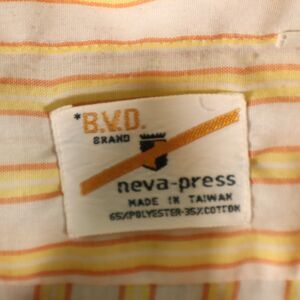 *B.V.D.
BRAND
neva-press
MADE IN TAIWAN
65%POLYESTER-35%COTTON